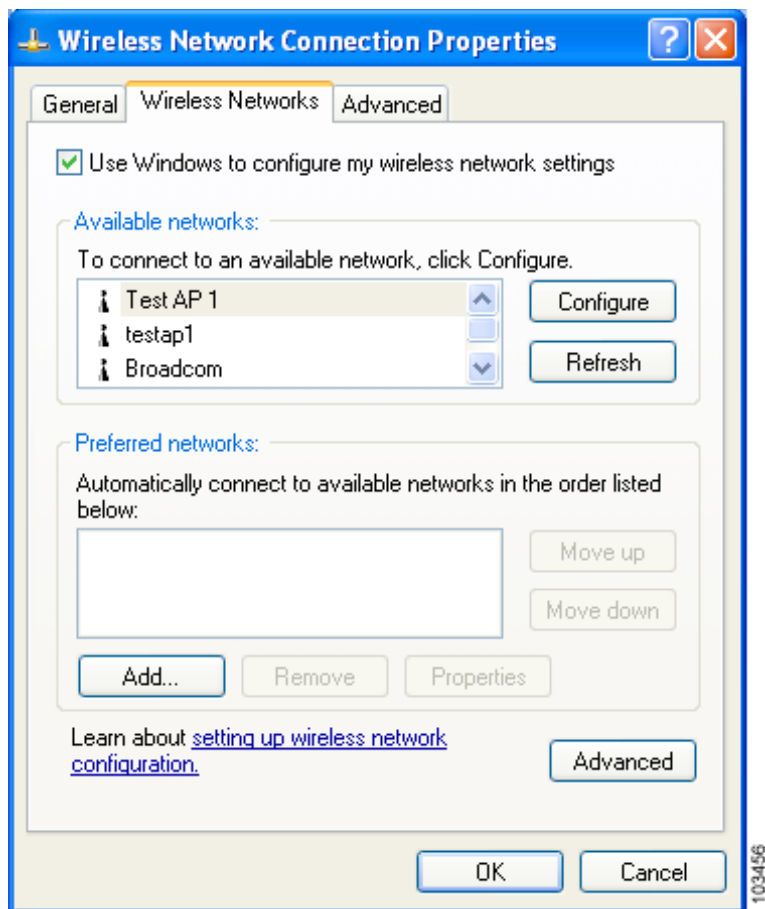 Wireless Network Connection Properties
General
Wireless Networks
Advanced
Use Windows to configure my wireless network settings
Available networks:
To connect to an available network, click Configure.
Test AP 1
testap1
Broadcom
Configure
Refresh
Preferred networks:
Automatically connect to available networks in the order listed
below:
Move up
Move down
Add...
Remove
Properties
Learn about setting up wireless network
configuration.
Advanced
OK
Cancel
103456